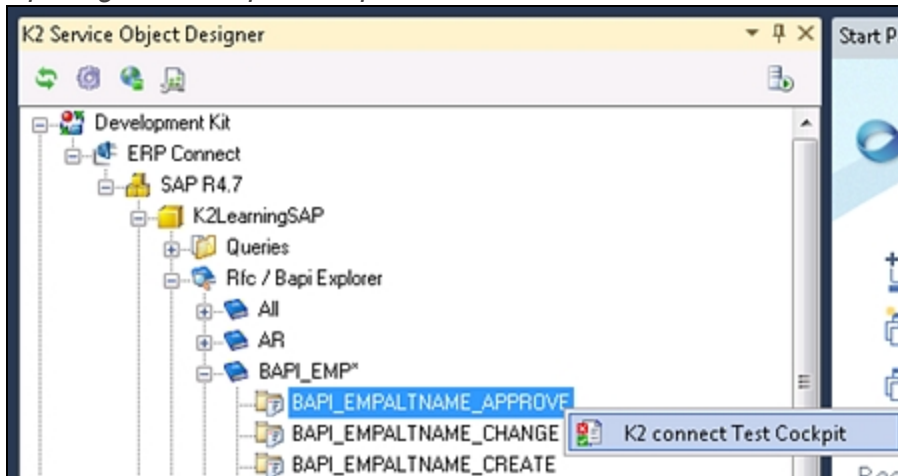 K2 Service Object Designer
Start P
Development Kit
ERP Connect
SAP R4.7
K2LearningSAP
Queries
Rfc / Bapi Explorer
All
AR
BAPI_EMP*
BAPI_EMPALTNAME_APPROVE
BAPI_EMPALTNAME_CHANGE
K2 connect Test Cockpit
BAPI_EMPALTNAME_CREATE